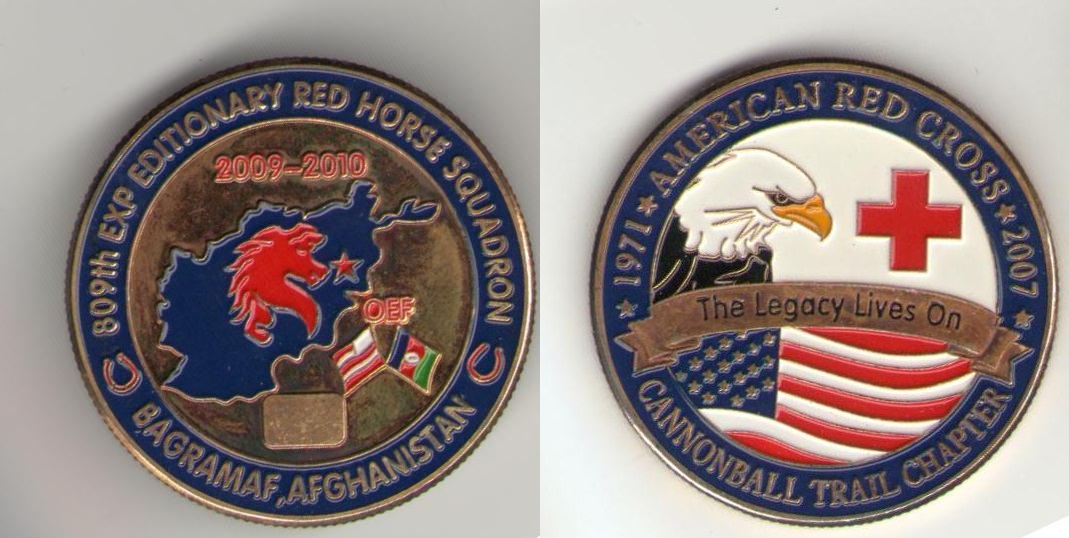 809th EXP EDITIONARY RED HORSE SQUADRON
2009-2010
OEF
BAGRAMAF, AFGHANISTAN
1971 ★ AMERICAN RED CROSS ★ 2007
The Legacy Lives On
CANNONBALL TRAIL CHAPTER